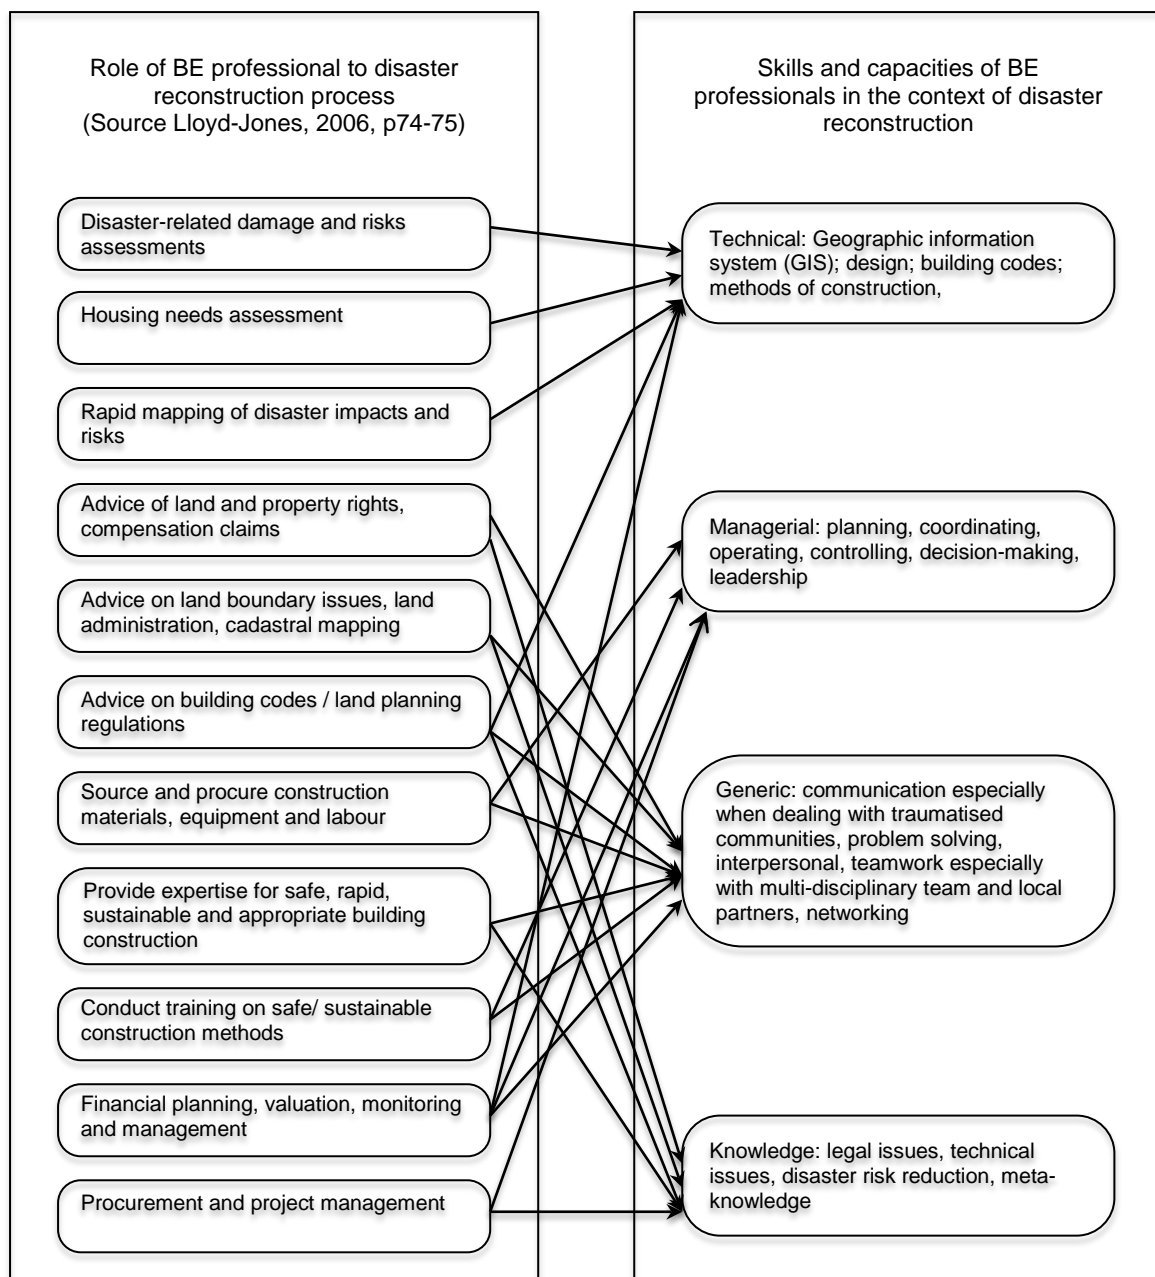 Role of BE professional to disaster
reconstruction process
(Source Lloyd-Jones, 2006, p74-75)
Disaster-related damage and risks
assessments
Housing needs assessment
Rapid mapping of disaster impacts and
risks
Advice of land and property rights,
compensation claims
Advice on land boundary issues, land
administration, cadastral mapping
Advice on building codes / land planning
regulations
Source and procure construction
materials, equipment and labour
Provide expertise for safe, rapid,
sustainable and appropriate building
construction
Conduct training on safe/ sustainable
construction methods
Financial planning, valuation, monitoring
and management
Procurement and project management
Skills and capacities of BE
professionals in the context of disaster
reconstruction
Technical: Geographic information
system (GIS); design; building codes;
methods of construction,
Managerial: planning, coordinating,
operating, controlling, decision-making,
leadership
Generic: communication especially
when dealing with traumatised
communities, problem solving,
interpersonal, teamwork especially
with multi-disciplinary team and local
partners, networking
Knowledge: legal issues, technical
issues, disaster risk reduction, meta-
knowledge